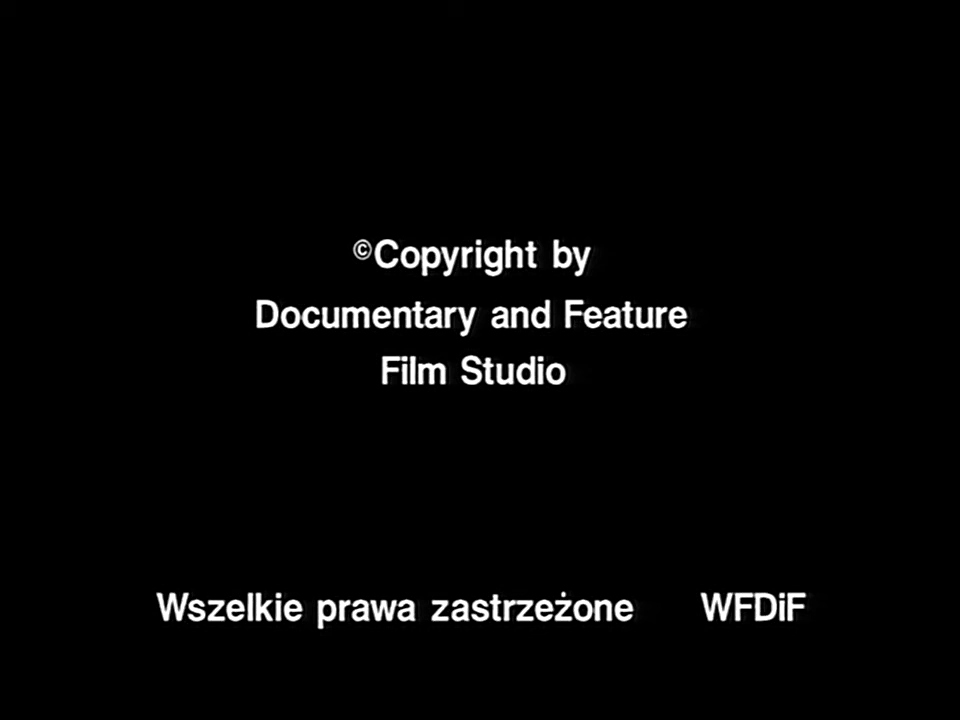 ©Copyright by
Documentary and Feature
Film Studio
Wszelkie prawa zastrzeżone WFDiF